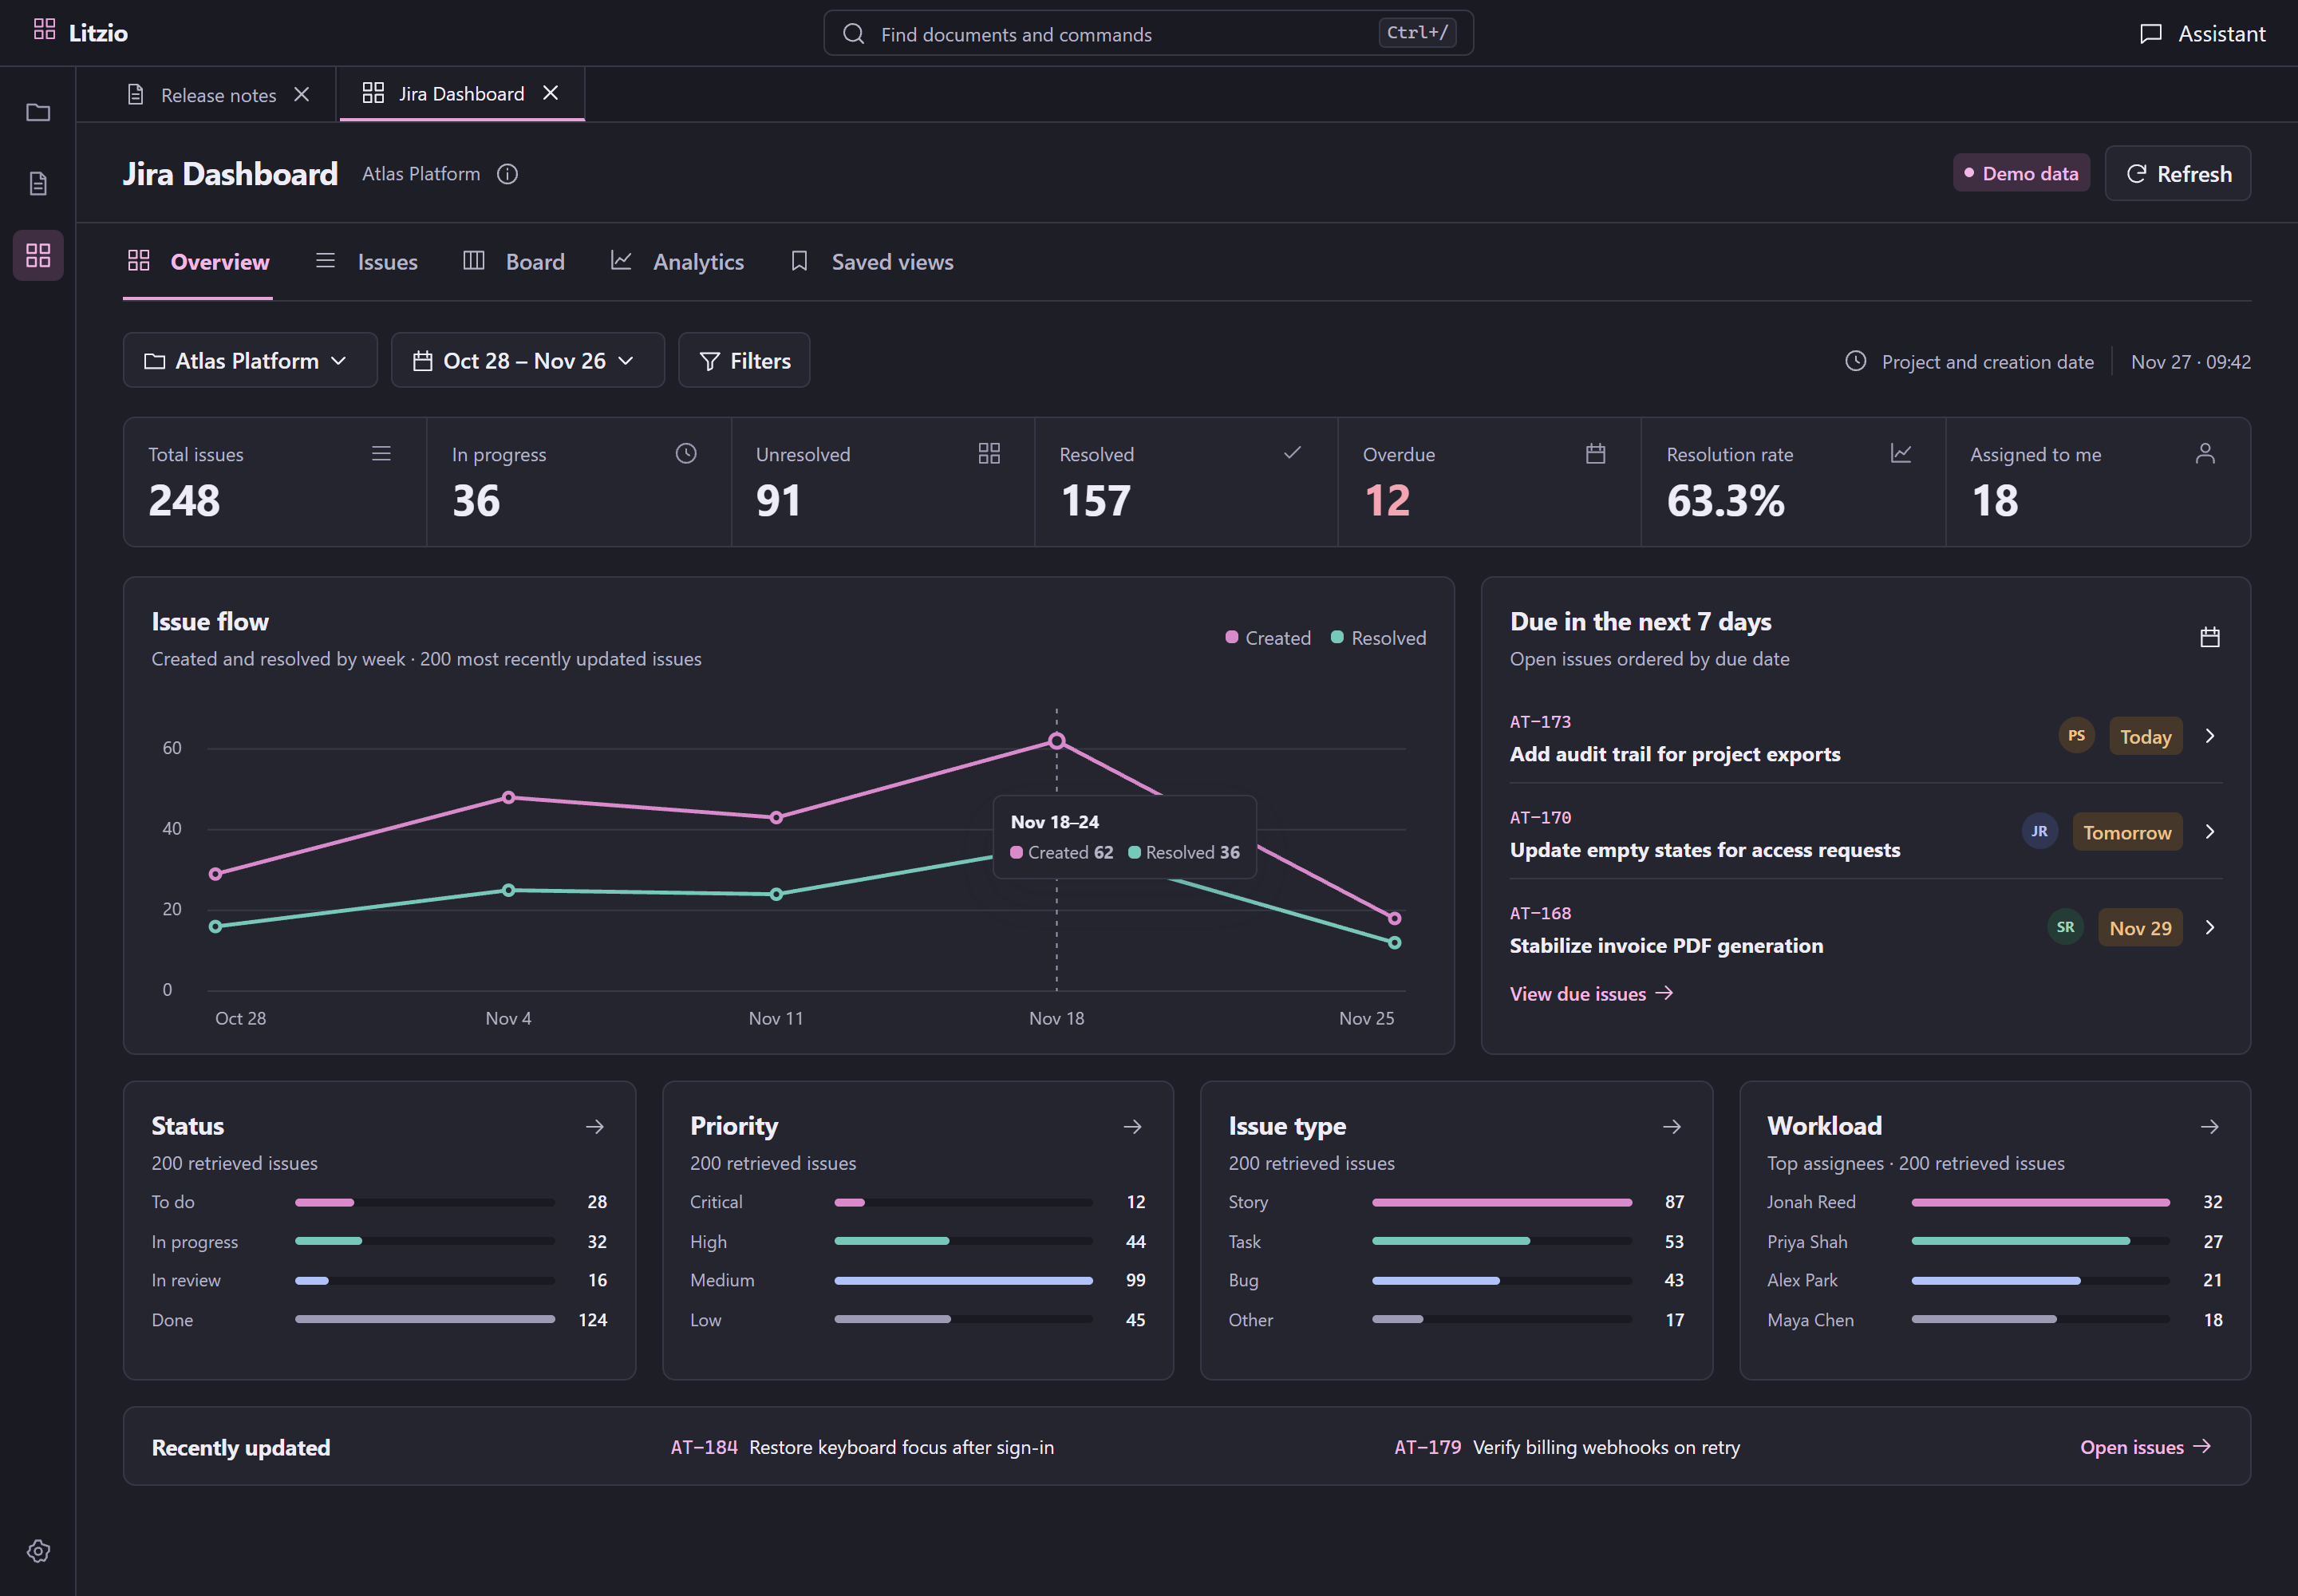 Litzio
Find documents and commands
Ctrl+/
Assistant
Release notes
Jira Dashboard
Jira Dashboard
Atlas Platform
Demo data
Refresh
Overview
Issues
Board
Analytics
Saved views
Atlas Platform
Oct 28 – Nov 26
Filters
Project and creation date
Nov 27 · 09:42
Total issues
248
In progress
36
Unresolved
91
Resolved
157
Overdue
12
Resolution rate
63.3%
Assigned to me
18
Issue flow
Created and resolved by week · 200 most recently updated issues
Created
Resolved
60
40
20
0
Nov 18–24
Created 62
Resolved 36
Oct 28
Nov 4
Nov 11
Nov 18
Nov 25
Due in the next 7 days
Open issues ordered by due date
AT-173
Add audit trail for project exports
PS
Today
AT-170
Update empty states for access requests
JR
Tomorrow
AT-168
Stabilize invoice PDF generation
SR
Nov 29
View due issues
Status
200 retrieved issues
To do 28
In progress 32
In review 16
Done 124
Priority
200 retrieved issues
Critical 12
High 44
Medium 99
Low 45
Issue type
200 retrieved issues
Story 87
Task 53
Bug 43
Other 17
Workload
Top assignees · 200 retrieved issues
Jonah Reed 32
Priya Shah 27
Alex Park 21
Maya Chen 18
Recently updated
AT-184 Restore keyboard focus after sign-in
AT-179 Verify billing webhooks on retry
Open issues